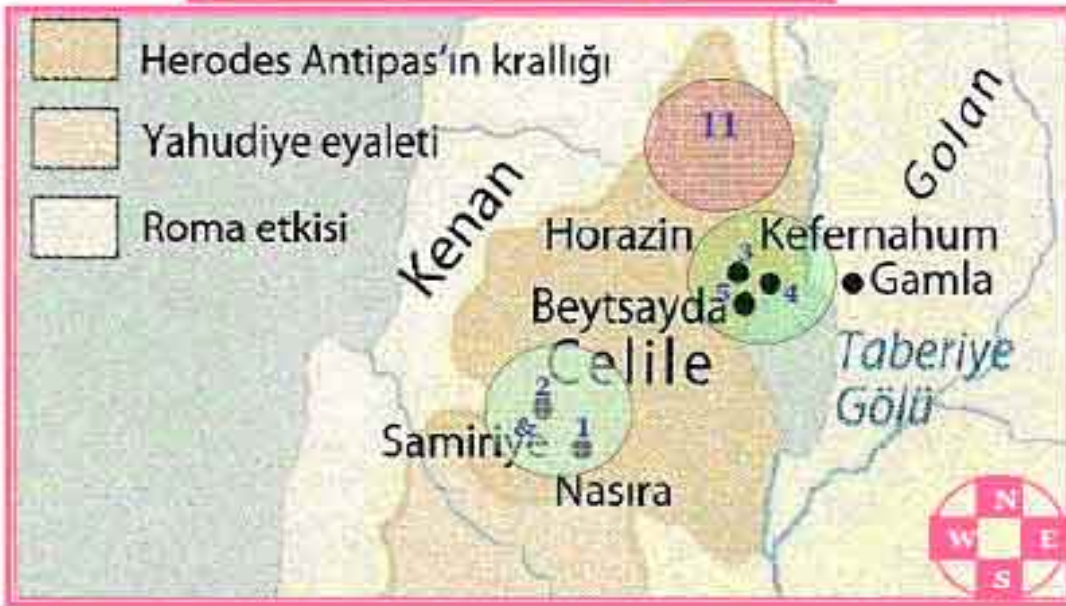 Herodes Antipas'ın krallığı
Yahudiye eyaleti
Roma etkisi
Kenan
Golan
11
Horazin
Kefernahum
3
4
5
Gamla
Beytsayda
Celile
Taberiye
Gölü
2
&
1
Samiriye
Nasıra
N
W E
S